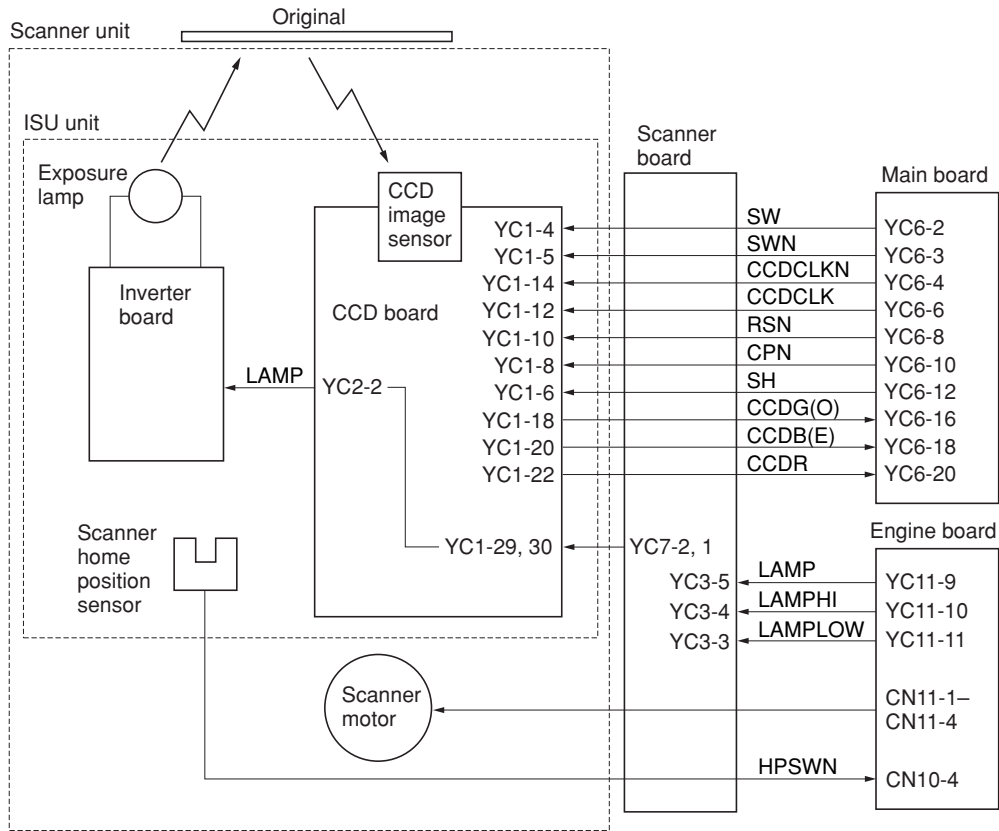 Original
Scanner unit
ISU unit
Scanner
board
Exposure
lamp
CCD
image
sensor
Main board
Inverter
board
CCD board
LAMP
YC2-2
YC1-4
YC1-5
YC1-14
YC1-12
YC1-10
YC1-8
YC1-6
YC1-18
YC1-20
YC1-22
SW
SWN
CCDCLKN
CCDCLK
RSN
CPN
SH
CCDG(O)
CCDB(E)
CCDR
YC6-2
YC6-3
YC6-4
YC6-6
YC6-8
YC6-10
YC6-12
YC6-16
YC6-18
YC6-20
Scanner
home
position
sensor
YC1-29, 30
YC7-2, 1
Engine board
YC3-5
YC3-4
YC3-3
LAMP
LAMPHI
LAMPLOW
YC11-9
YC11-10
YC11-11
Scanner
motor
CN11-1–
CN11-4
HPSWN
CN10-4